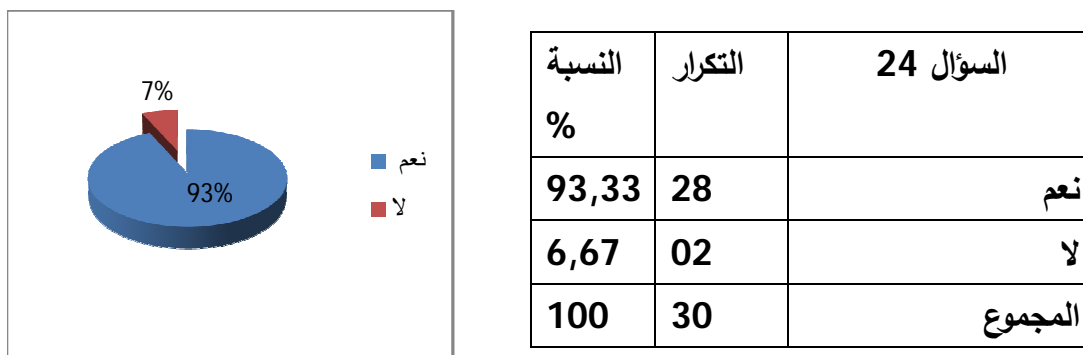 7%
93%
نعم
لا
السؤال 24 التكرار النسبة
%
نعم 28 93,33
لا 02 6,67
المجموع 30 100